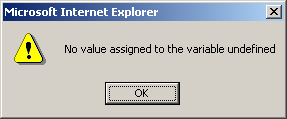 Microsoft Internet Explorer
No value assigned to the variable undefined
OK